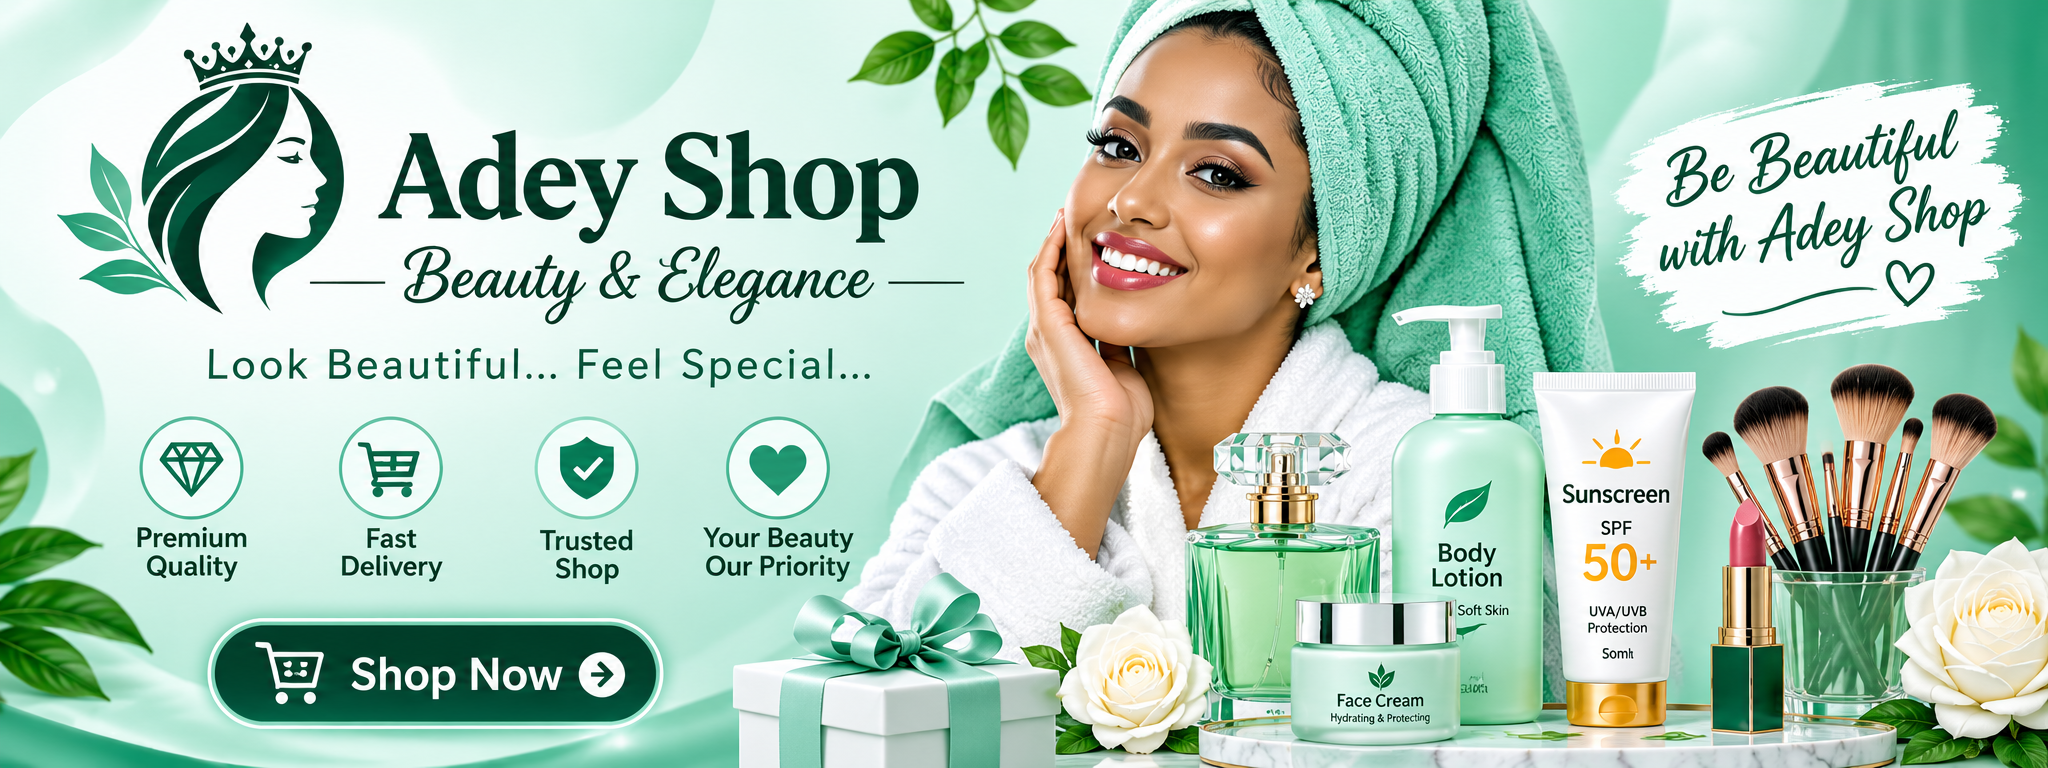 Adey Shop
Beauty & Elegance
Look Beautiful... Feel Special...
Premium
Quality
Fast
Delivery
Trusted
Shop
Your Beauty
Our Priority
Shop Now
Be Beautiful
with Adey Shop
Body
Lotion
Soft Skin
Face Cream
Hydrating & Protecting
Sunscreen
SPF
50+
UVA/UVB
Protection